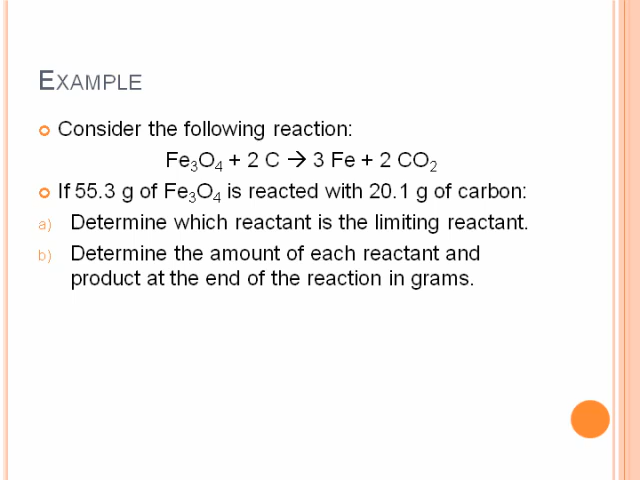 EXAMPLE
Consider the following reaction:
Fe₃O₄ + 2 C → 3 Fe + 2 CO₂
If 55.3 g of Fe₃O₄ is reacted with 20.1 g of carbon:
a) Determine which reactant is the limiting reactant.
b) Determine the amount of each reactant and
product at the end of the reaction in grams.